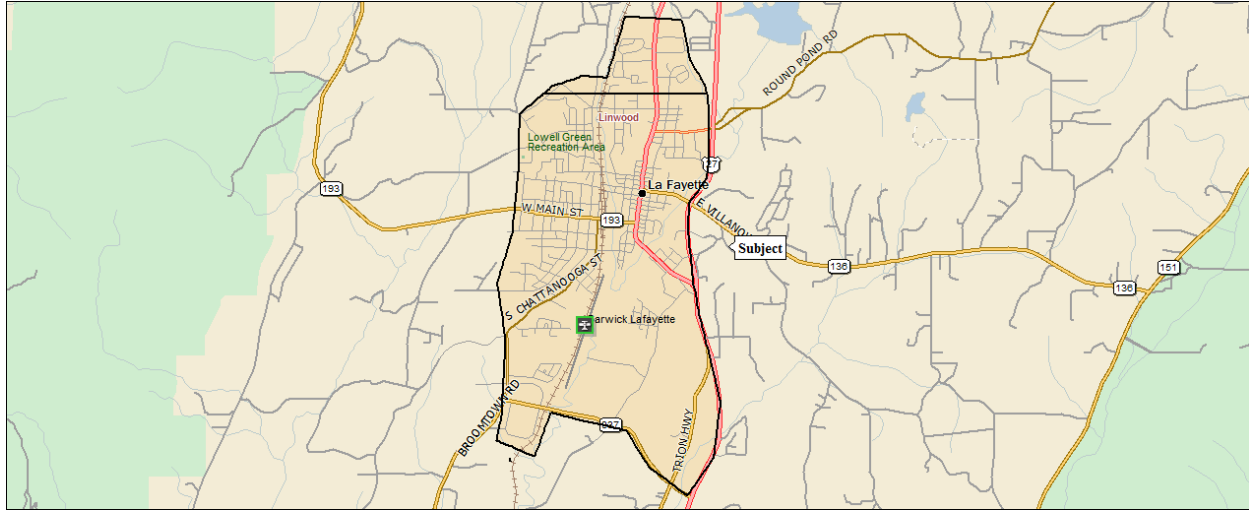 ROUND POND RD
Linwood
Lowell Green
Recreation Area
27
La Fayette
193
W MAIN ST
193
E VILLANOW
Subject
136
151
136
S CHATTANOOGA ST
Barwick Lafayette
BROOMTOWN RD
337
TRION HWY